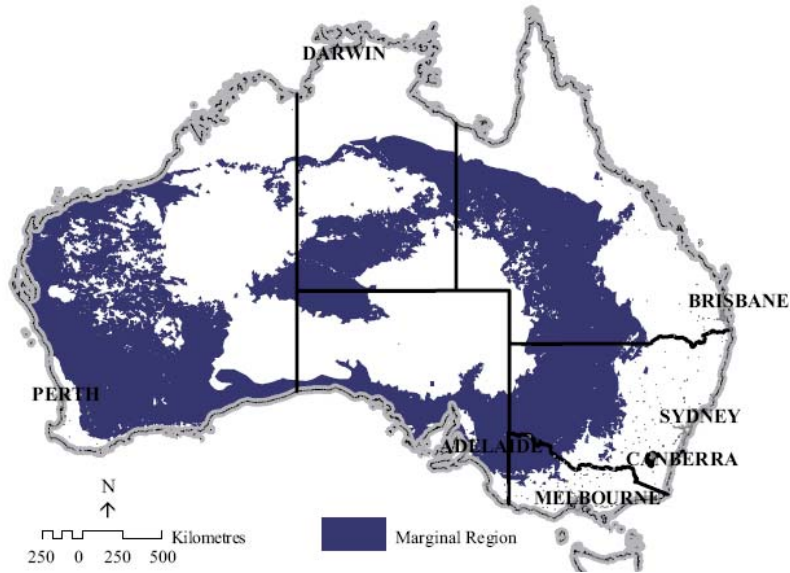 DARWIN
BRISBANE
PERTH
SYDNEY
ADELAIDE
CANBERRA
MELBOURNE
N
Kilometres
Marginal Region
250 0 250 500